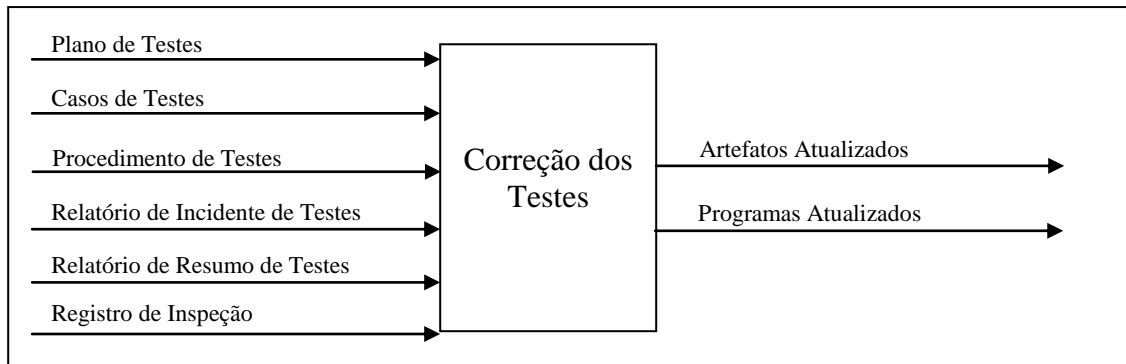 Plano de Testes
Casos de Testes
Procedimento de Testes
Relatório de Incidente de Testes
Relatório de Resumo de Testes
Registro de Inspeção
Correção dos
Testes
Artefatos Atualizados
Programas Atualizados